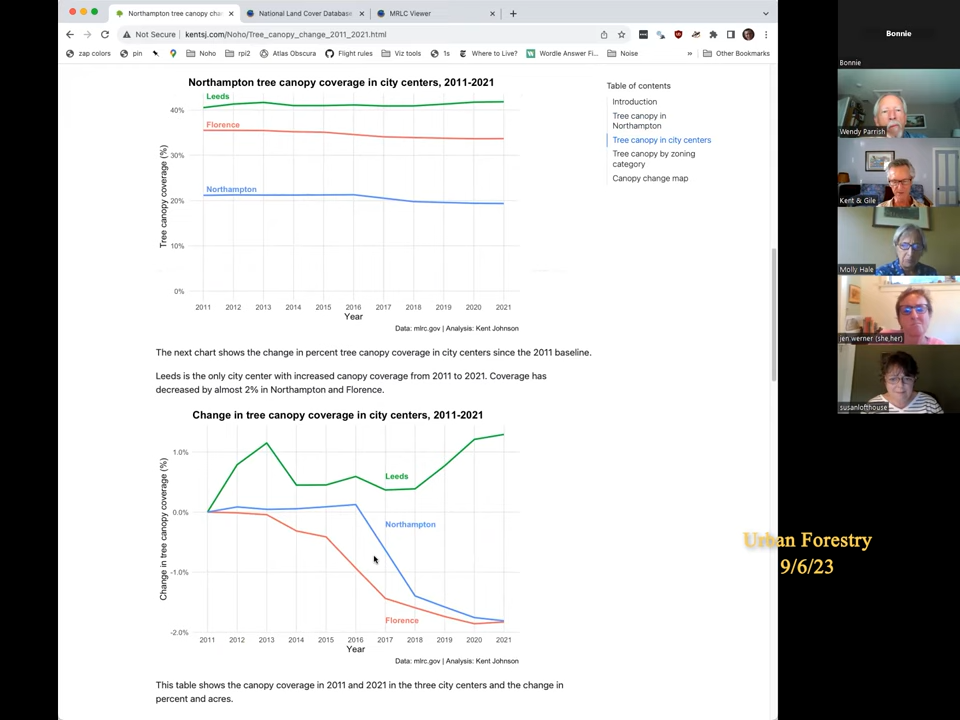 Northampton tree canopy cha
National Land Cover Database
MRLC Viewer
Not Secure
kentsj.com/Noho/Tree_canopy_change_2011_2021.html
zap colors
pin
Noho
rpi2
Atlas Obscura
Flight rules
Viz tools
1s
Where to Live?
Wordle Answer Fi...
Noise
»
Other Bookmarks
Northampton tree canopy coverage in city centers, 2011-2021
Leeds
Florence
Northampton
40%
30%
20%
10%
0%
Tree canopy coverage (%)
2011 2012 2013 2014 2015 2016 2017 2018 2019 2020 2021
Year
Data: mlrc.gov | Analysis: Kent Johnson
The next chart shows the change in percent tree canopy coverage in city centers since the 2011 baseline.
Leeds is the only city center with increased canopy coverage from 2011 to 2021. Coverage has
decreased by almost 2% in Northampton and Florence.
Change in tree canopy coverage in city centers, 2011-2021
1.0%
0.0%
-1.0%
-2.0%
Change in tree canopy coverage (%)
Leeds
Northampton
Florence
2011 2012 2013 2014 2015 2016 2017 2018 2019 2020 2021
Year
Data: mlrc.gov | Analysis: Kent Johnson
This table shows the canopy coverage in 2011 and 2021 in the three city centers and the change in
percent and acres.
Table of contents
Introduction
Tree canopy in
Northampton
Tree canopy in city centers
Tree canopy by zoning
category
Canopy change map
Bonnie
Bonnie
Wendy Parrish
Kent & Gile
Molly Hale
jen.werner (she,her)
susanlofthouse
Urban Forestry
9/6/23